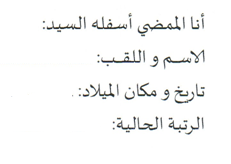 أنا الممضي أسفله السيد:
الاسم و اللقب:
تاريخ و مكان الميلاد:
الرتبة الحالية: